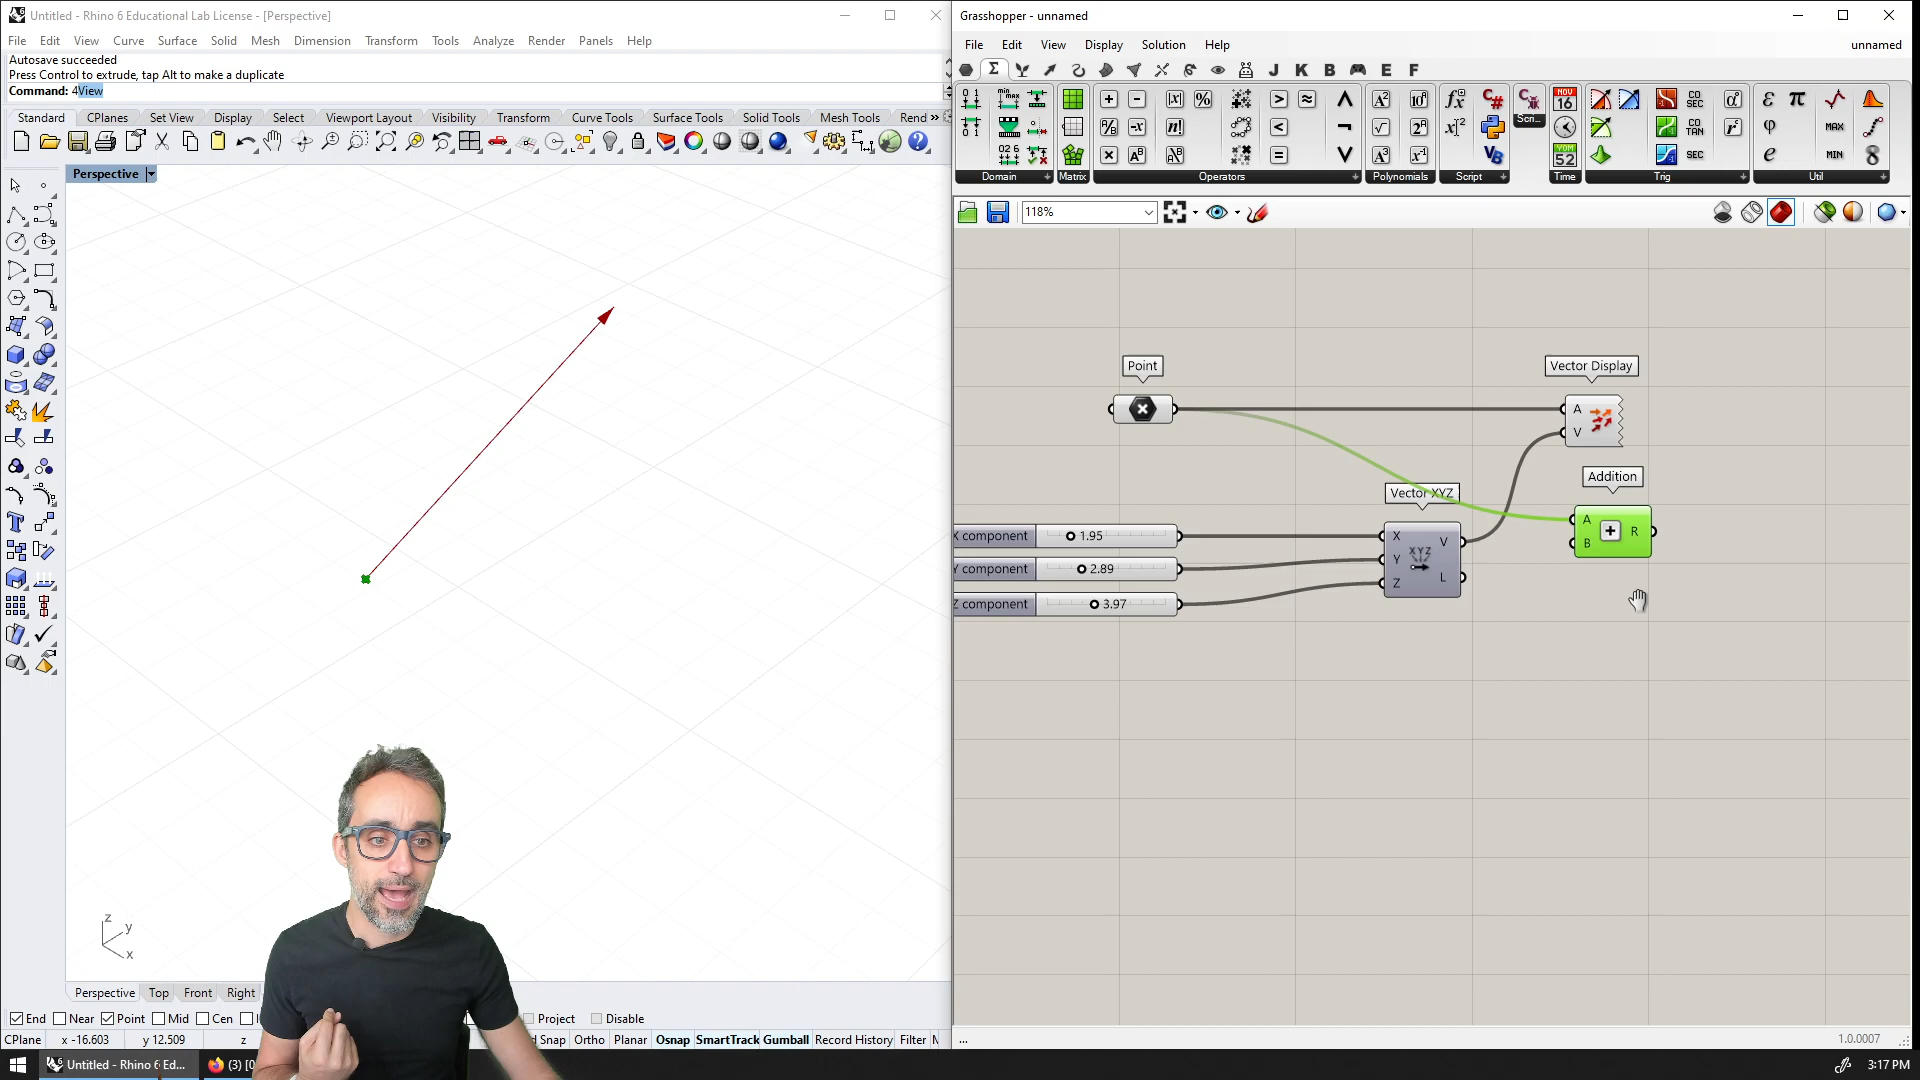 Untitled - Rhino 6 Educational Lab License - [Perspective]
File Edit View Curve Surface Solid Mesh Dimension Transform Tools Analyze Render Panels Help
Autosave succeeded
Press Control to extrude, tap Alt to make a duplicate
Command: 4View
Standard CPlanes Set View Display Select Viewport Layout Visibility Transform Curve Tools Surface Tools Solid Tools Mesh Tools Rend »
Perspective
z
y
x
Perspective Top Front Right
End Near Point Mid Cen Project Disable
CPlane x -16.603 y 12.509 z d Snap Ortho Planar Osnap SmartTrack Gumball Record History Filter M
Grasshopper - unnamed
File Edit View Display Solution Help unnamed
J K B E F
Domain Matrix Operators Polynomials Script Time Trig Util
118%
Point
Vector Display
A
V
Addition
A
B
R
Vector XYZ
X component 1.95
Y component 2.89
Z component 3.97
X
Y
Z
XYZ
V
L
... 1.0.0007
Untitled - Rhino 6 Ed... (3) [0 3:17 PM